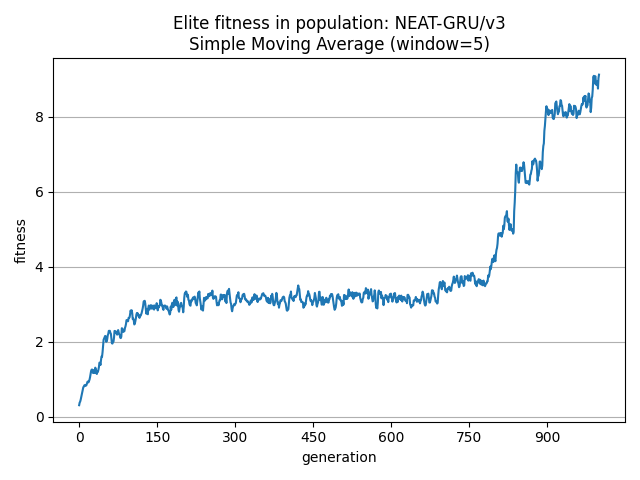 Elite fitness in population: NEAT-GRU/v3
Simple Moving Average (window=5)
fitness
8
6
4
2
0
0 150 300 450 600 750 900
generation